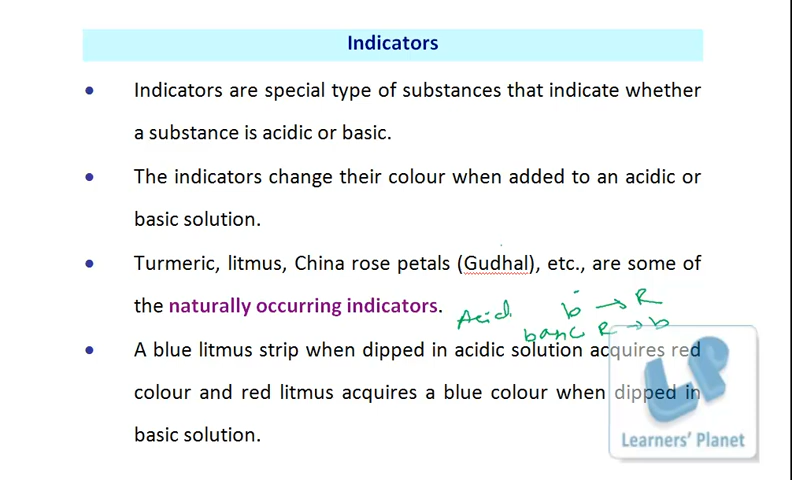 Indicators
• Indicators are special type of substances that indicate whether
a substance is acidic or basic.
• The indicators change their colour when added to an acidic or
basic solution.
• Turmeric, litmus, China rose petals (Gudhal), etc., are some of
the naturally occurring indicators.
Acid b → R
basic R → b
• A blue litmus strip when dipped in acidic solution acquires red
colour and red litmus acquires a blue colour when dipped in
basic solution.
LP
Learners' Planet